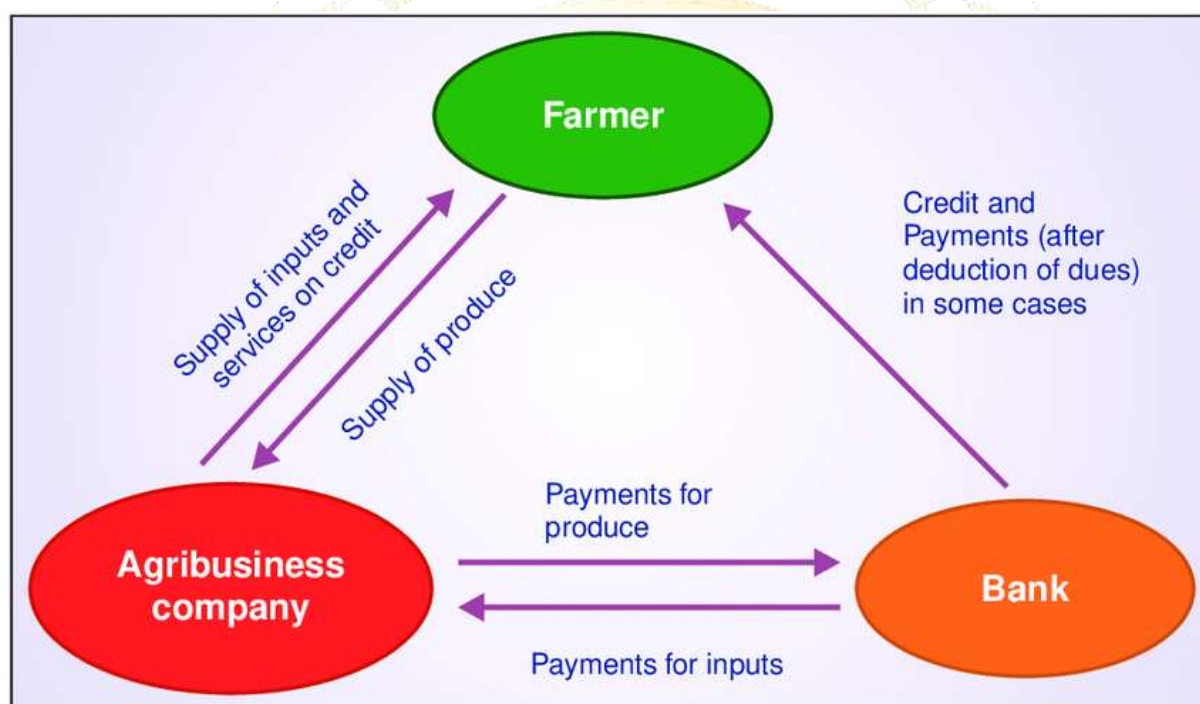 Farmer
Supply of inputs and
services on credit
Supply of produce
Credit and
Payments (after
deduction of dues)
in some cases
Payments for
produce
Agribusiness
company
Bank
Payments for inputs